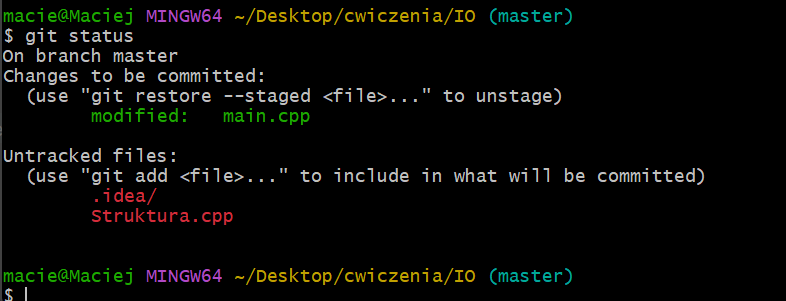 macie@Maciej MINGW64 ~/Desktop/cwiczenia/IO (master)
$ git status
On branch master
Changes to be committed:
  (use "git restore --staged <file>..." to unstage)
        modified:   main.cpp

Untracked files:
  (use "git add <file>..." to include in what will be committed)
        .idea/
        Struktura.cpp

macie@Maciej MINGW64 ~/Desktop/cwiczenia/IO (master)
$